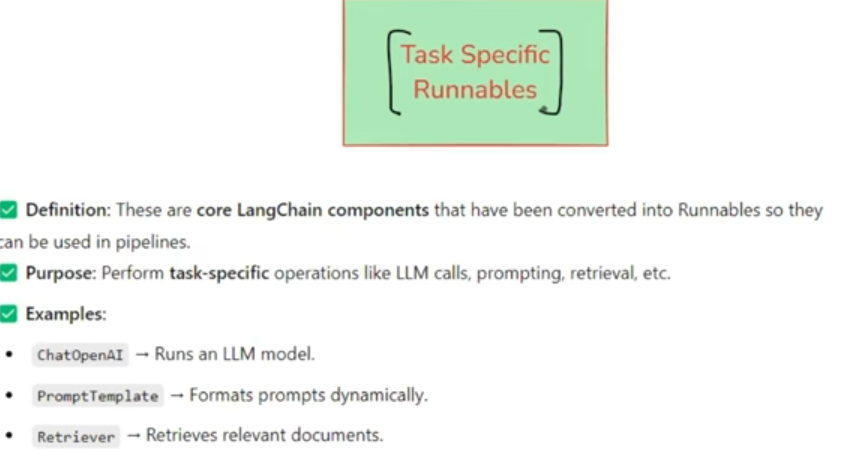 Task Specific
Runnables
✅ Definition: These are core LangChain components that have been converted into Runnables so they
can be used in pipelines.
✅ Purpose: Perform task-specific operations like LLM calls, prompting, retrieval, etc.
✅ Examples:
• ChatOpenAI → Runs an LLM model.
• PromptTemplate → Formats prompts dynamically.
• Retriever → Retrieves relevant documents.